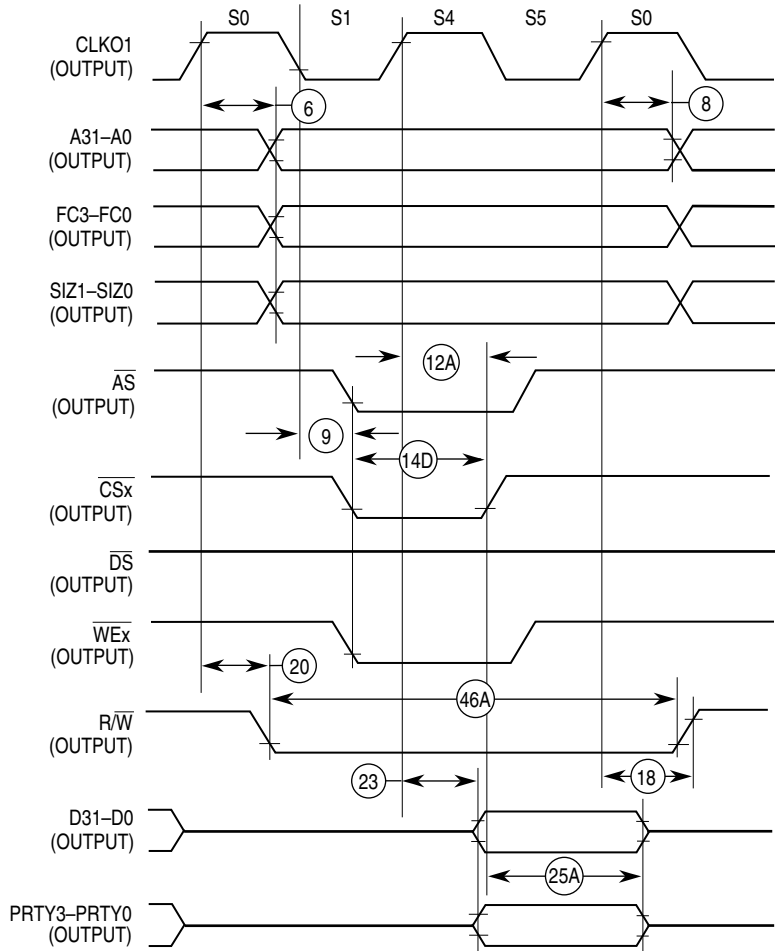 S0 S1 S4 S5 S0
CLKO1
(OUTPUT)
6 8
A31–A0
(OUTPUT)
FC3–FC0
(OUTPUT)
SIZ1–SIZ0
(OUTPUT)
12A
AS
(OUTPUT)
9 14D
CSx
(OUTPUT)
DS
(OUTPUT)
WEx
(OUTPUT)
20
46A
R/W
(OUTPUT)
23 18
D31–D0
(OUTPUT)
25A
PRTY3–PRTY0
(OUTPUT)